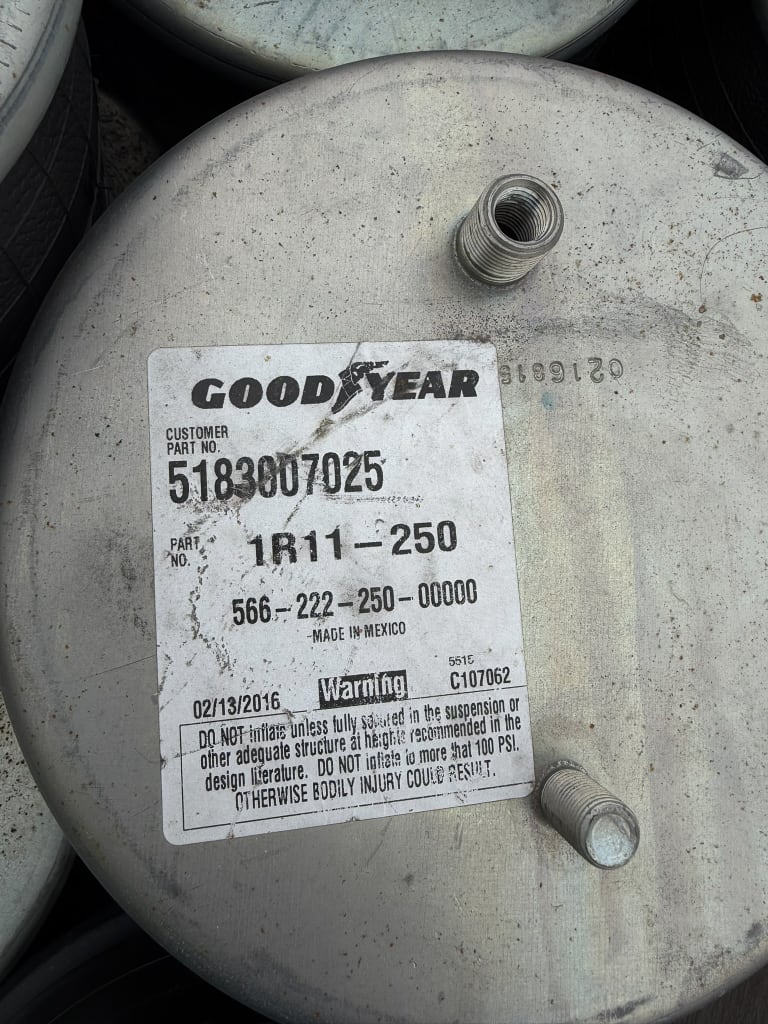 GOODYEAR
CUSTOMER
PART NO.
5183007025
PART
NO.
1R11-250
566-222-250-00000
MADE IN MEXICO
5515
02/13/2016
Warning
C107062
DO NOT inflate unless fully secured in the suspension or
other adequate structure at heights recommended in the
design literature. DO NOT inflate to more that 100 PSI.
OTHERWISE BODILY INJURY COULD RESULT.